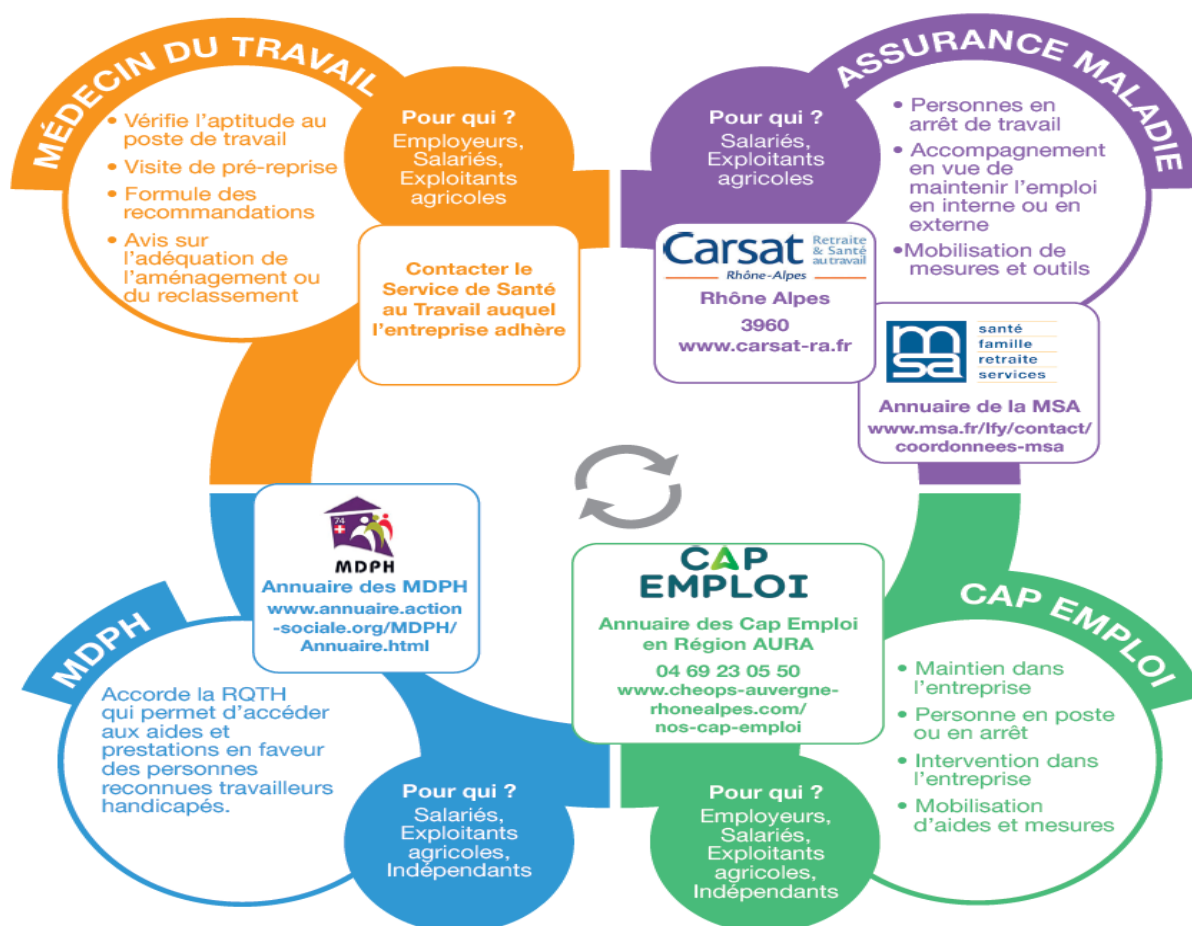 MÉDECIN DU TRAVAIL
• Vérifie l’aptitude au
poste de travail
• Visite de pré-reprise
• Formule des
recommandations
• Avis sur
l’adéquation de
l’aménagement ou
du reclassement
Pour qui ?
Employeurs,
Salariés,
Exploitants
agricoles
Contacter le
Service de Santé
au Travail auquel
l’entreprise adhère
ASSURANCE MALADIE
Pour qui ?
Salariés,
Exploitants
agricoles
• Personnes en
arrêt de travail
• Accompagnement
en vue de
maintenir l’emploi
en interne ou en
externe
•Mobilisation de
mesures et outils
Carsat
Retraite
& Santé
au travail
Rhône-Alpes
Rhône Alpes
3960
www.carsat-ra.fr
msa
santé
famille
retraite
services
Annuaire de la MSA
www.msa.fr/lfy/contact/
coordonnees-msa
74
MDPH
Annuaire des MDPH
www.annuaire.action
-sociale.org/MDPH/
Annuaire.html
MDPH
Accorde la RQTH
qui permet d’accéder
aux aides et
prestations en faveur
des personnes
reconnues travailleurs
handicapés.
Pour qui ?
Salariés,
Exploitants
agricoles,
Indépendants
CAP
EMPLOI
Annuaire des Cap Emploi
en Région AURA
04 69 23 05 50
www.cheops-auvergne-
rhonealpes.com/
nos-cap-emploi
CAP EMPLOI
• Maintien dans
l’entreprise
• Personne en poste
ou en arrêt
• Intervention dans
l’entreprise
• Mobilisation
d’aides et mesures
Pour qui ?
Employeurs,
Salariés,
Exploitants
agricoles,
Indépendants